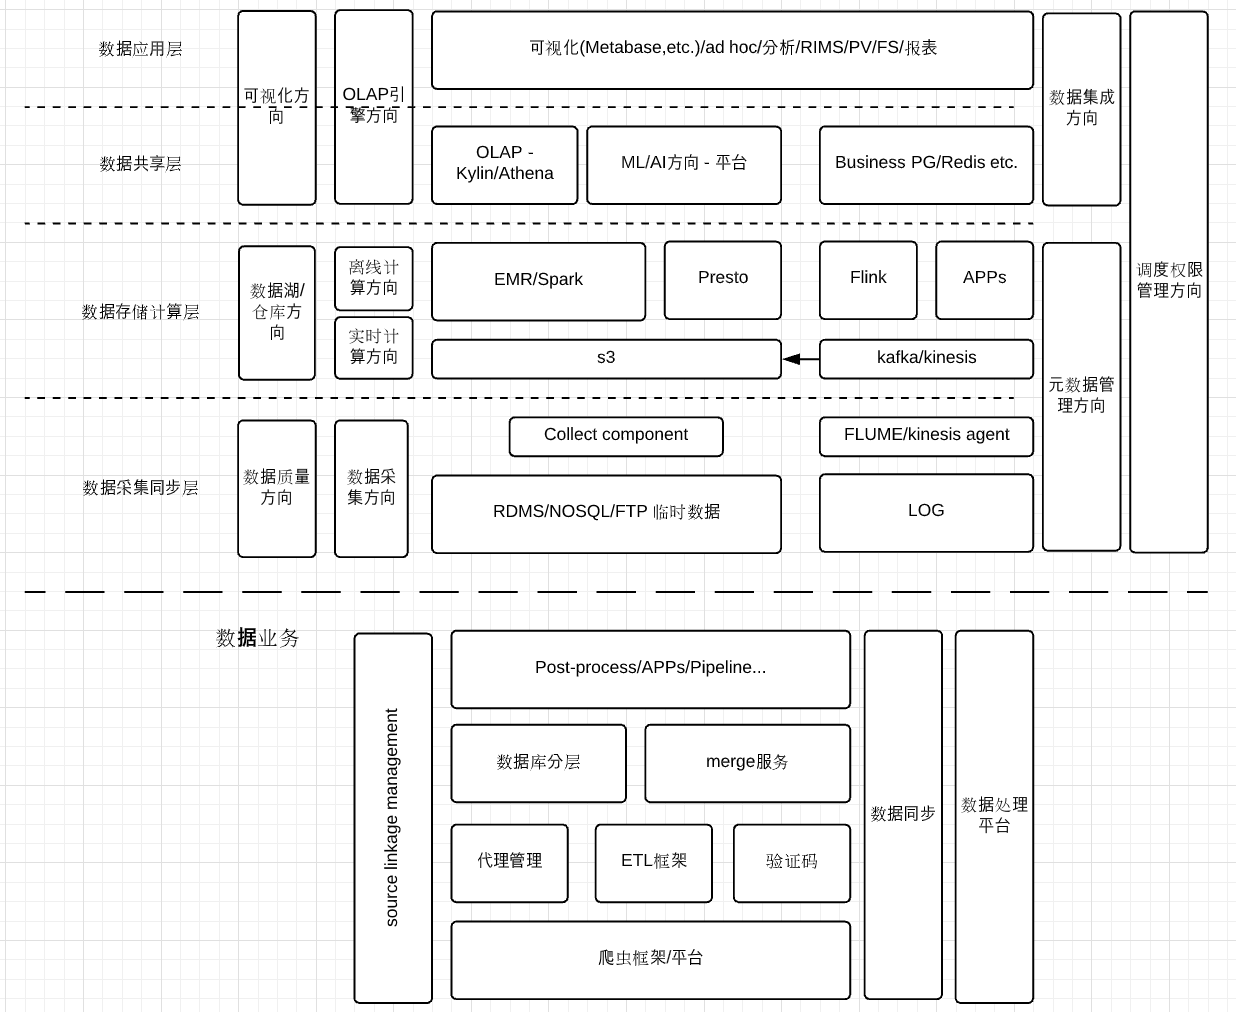 数据应用层
可视化方
向
OLAP引
擎方向
可视化(Metabase,etc.)/ad hoc/分析/RIMS/PV/FS/报表
数据集成
方向
数据共享层
OLAP -
Kylin/Athena
ML/AI方向 - 平台
Business PG/Redis etc.
调度权限
管理方向
数据存储计算层
数据湖/
仓库方
向
离线计
算方向
实时计
算方向
EMR/Spark
Presto
Flink
APPs
s3
kafka/kinesis
元数据管
理方向
数据采集同步层
数据质量
方向
数据采
集方向
Collect component
FLUME/kinesis agent
RDMS/NOSQL/FTP 临时数据
LOG
数据业务
source linkage management
Post-process/APPs/Pipeline...
数据库分层
merge服务
代理管理
ETL框架
验证码
爬虫框架/平台
数据同步
数据处理
平台